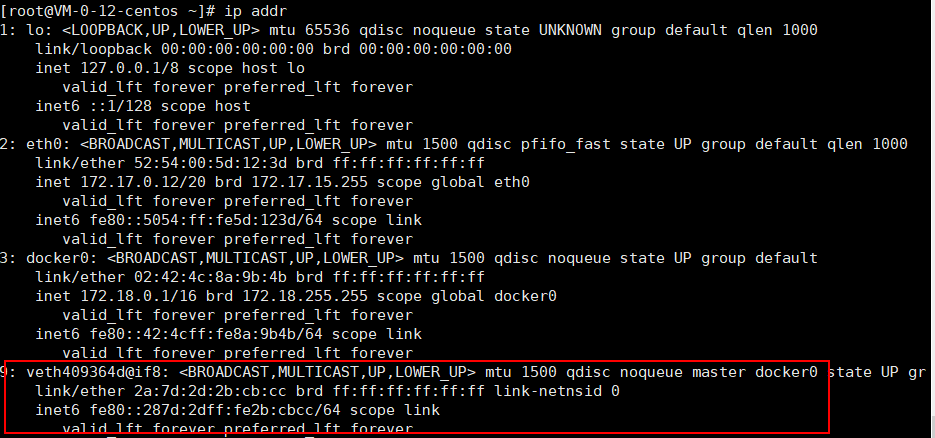 [root@VM-0-12-centos ~]# ip addr
1: lo: <LOOPBACK,UP,LOWER_UP> mtu 65536 qdisc noqueue state UNKNOWN group default qlen 1000
    link/loopback 00:00:00:00:00:00 brd 00:00:00:00:00:00
    inet 127.0.0.1/8 scope host lo
       valid_lft forever preferred_lft forever
    inet6 ::1/128 scope host
       valid_lft forever preferred_lft forever
2: eth0: <BROADCAST,MULTICAST,UP,LOWER_UP> mtu 1500 qdisc pfifo_fast state UP group default qlen 1000
    link/ether 52:54:00:5d:12:3d brd ff:ff:ff:ff:ff:ff
    inet 172.17.0.12/20 brd 172.17.15.255 scope global eth0
       valid_lft forever preferred_lft forever
    inet6 fe80::5054:ff:fe5d:123d/64 scope link
       valid_lft forever preferred_lft forever
3: docker0: <BROADCAST,MULTICAST,UP,LOWER_UP> mtu 1500 qdisc noqueue state UP group default
    link/ether 02:42:4c:8a:9b:4b brd ff:ff:ff:ff:ff:ff
    inet 172.18.0.1/16 brd 172.18.255.255 scope global docker0
       valid_lft forever preferred_lft forever
    inet6 fe80::42:4cff:fe8a:9b4b/64 scope link
       valid_lft forever preferred_lft forever
9: veth409364d@if8: <BROADCAST,MULTICAST,UP,LOWER_UP> mtu 1500 qdisc noqueue master docker0 state UP gr
    link/ether 2a:7d:2d:2b:cb:cc brd ff:ff:ff:ff:ff:ff link-netnsid 0
    inet6 fe80::287d:2dff:fe2b:cbcc/64 scope link
       valid_lft forever preferred_lft forever